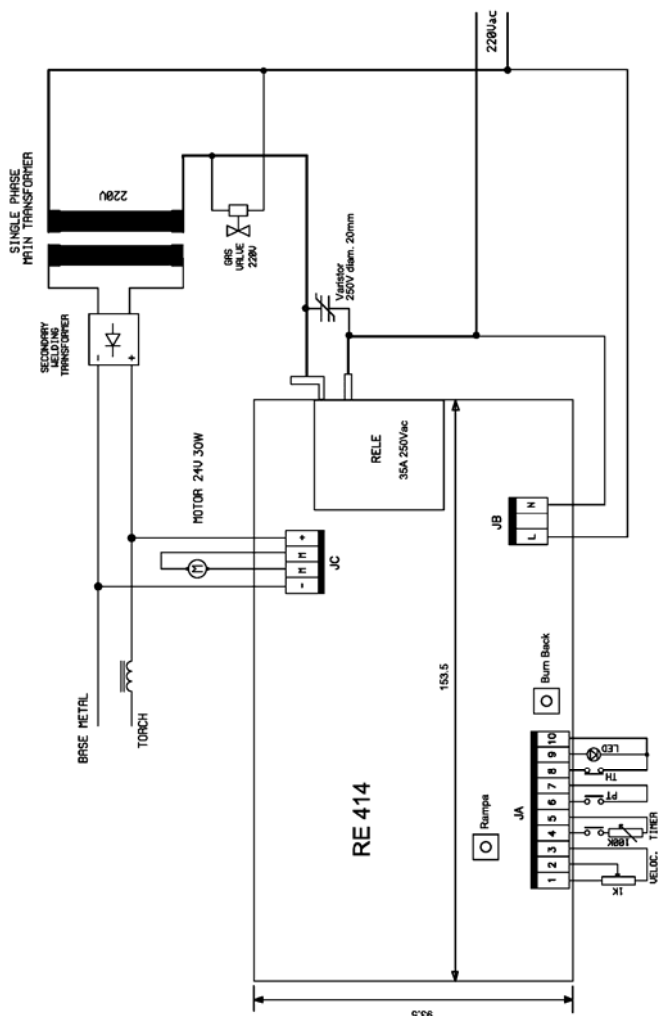 220Vac
SINGLE PHASE
MAIN TRANSFORMER
220V
GAS
VALVE
220V
Varistor
250V diam. 20mm
SECONDARY
WELDING
TRANSFORMER
-
+
RELE
35A 250Vac
MOTOR 24V 30W
M
- M M +
JC
JB
L N
BASE METAL
TORCH
153.5
Burn Back
Rampa
RE 414
JA
1 2 3 4 5 6 7 8 9 10
1K
VELOC.
100K
TIMER
PT
TH
LED
93.5